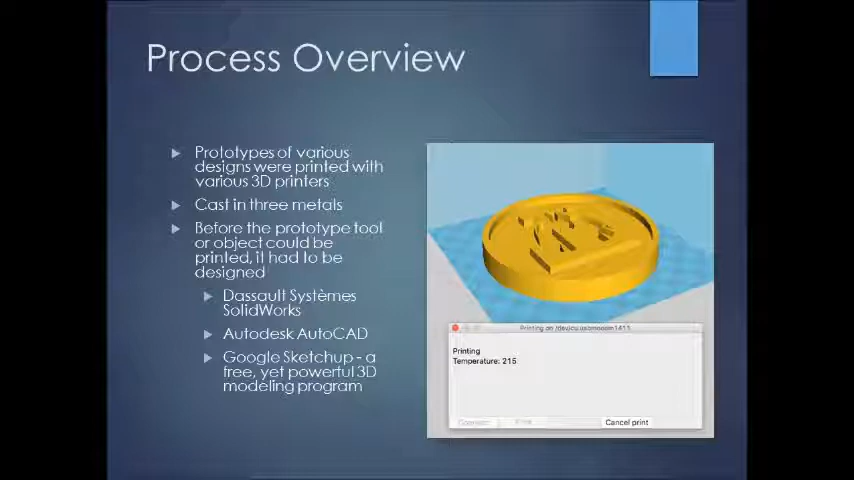 Process Overview
Prototypes of various
designs were printed with
various 3D printers
Cast in three metals
Before the prototype tool
or object could be
printed, it had to be
designed
Dassault Systèmes
SolidWorks
Autodesk AutoCAD
Google Sketchup - a
free, yet powerful 3D
modeling program
Printing on
Printing
Temperature: 215
Cancel print